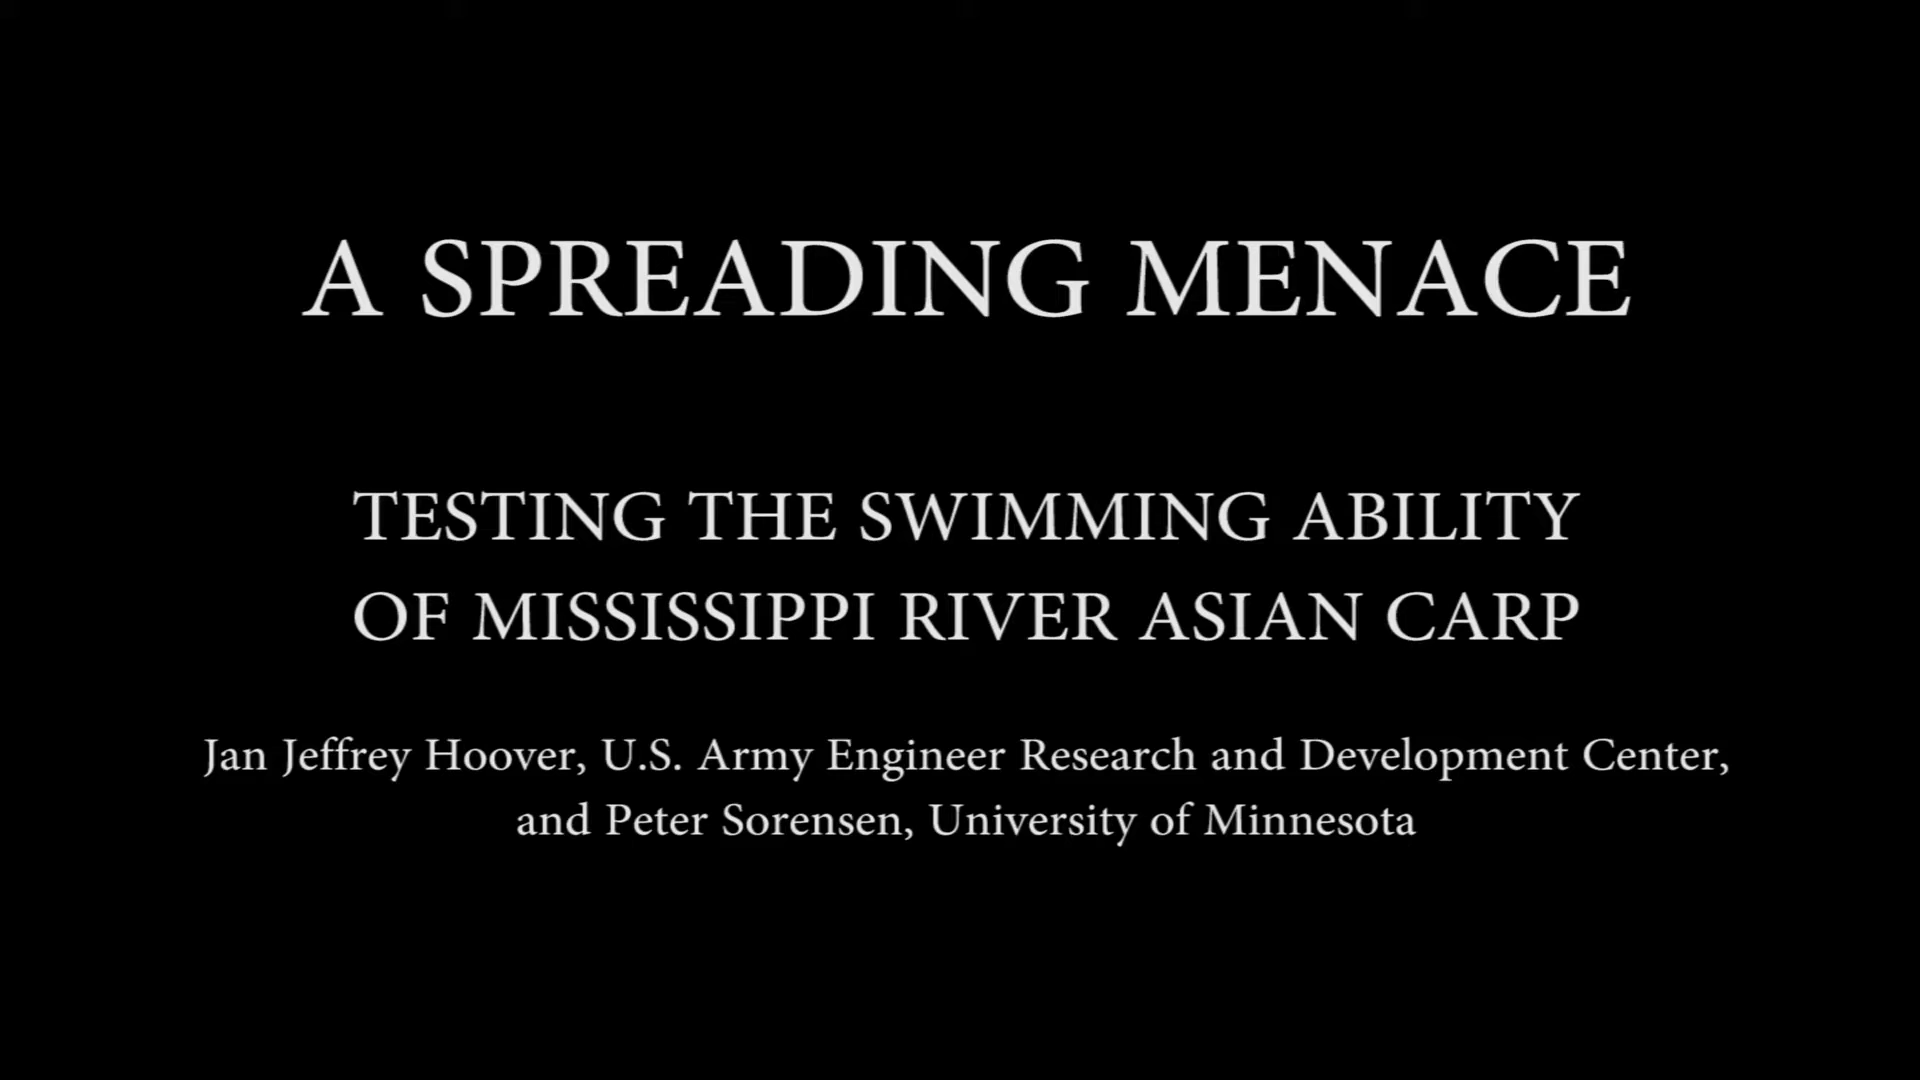 A SPREADING MENACE
TESTING THE SWIMMING ABILITY
OF MISSISSIPPI RIVER ASIAN CARP
Jan Jeffrey Hoover, U.S. Army Engineer Research and Development Center,
and Peter Sorensen, University of Minnesota